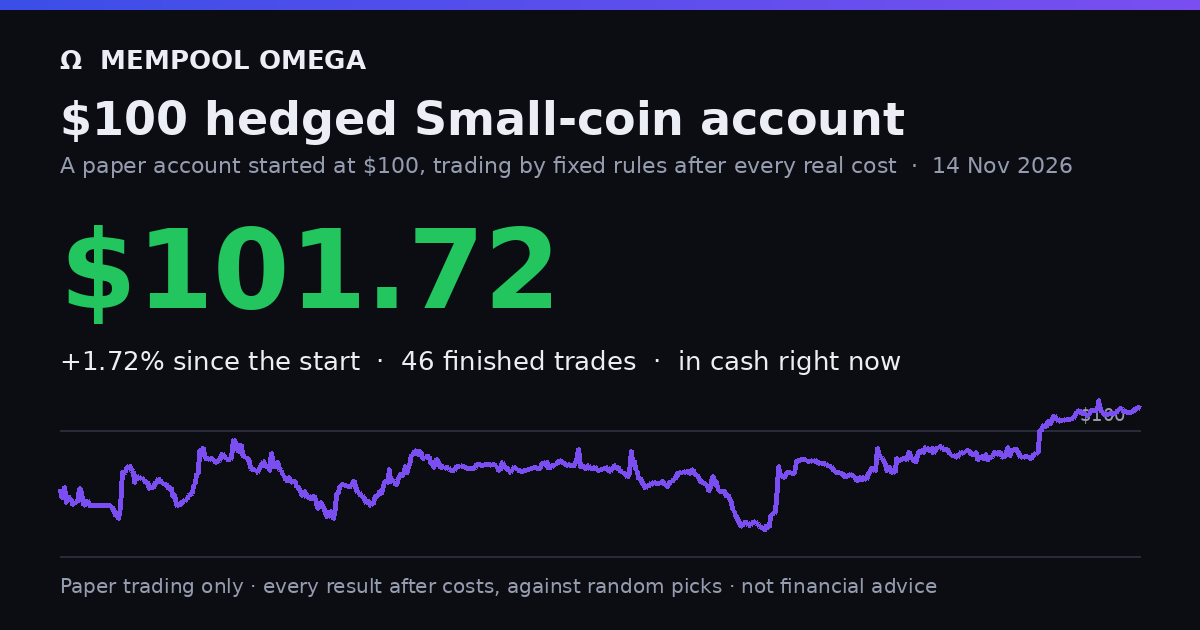 Ω MEMPOOL OMEGA
$100 hedged Small-coin account
A paper account started at $100, trading by fixed rules after every real cost · 14 Nov 2026
$101.72
+1.72% since the start · 46 finished trades · in cash right now
$100
Paper trading only · every result after costs, against random picks · not financial advice